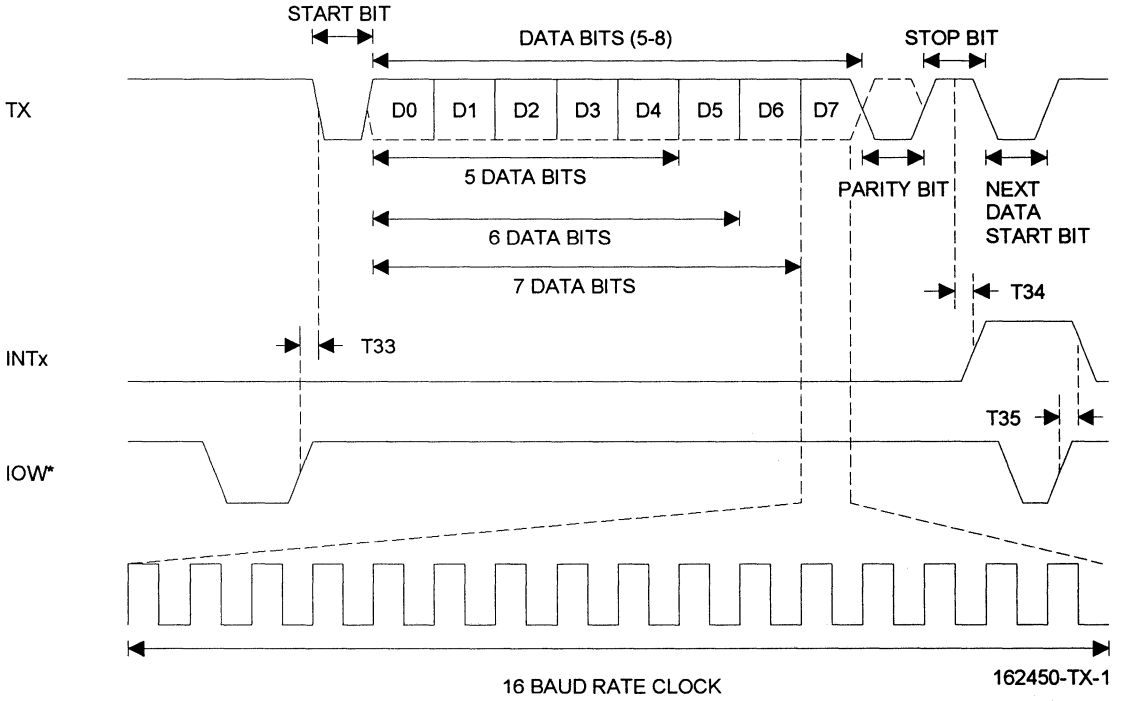 START BIT
DATA BITS (5-8)
STOP BIT
TX
D0 D1 D2 D3 D4 D5 D6 D7
5 DATA BITS
PARITY BIT
NEXT
DATA
START BIT
6 DATA BITS
7 DATA BITS
T34
T33
INTx
T35
IOW*
16 BAUD RATE CLOCK
162450-TX-1